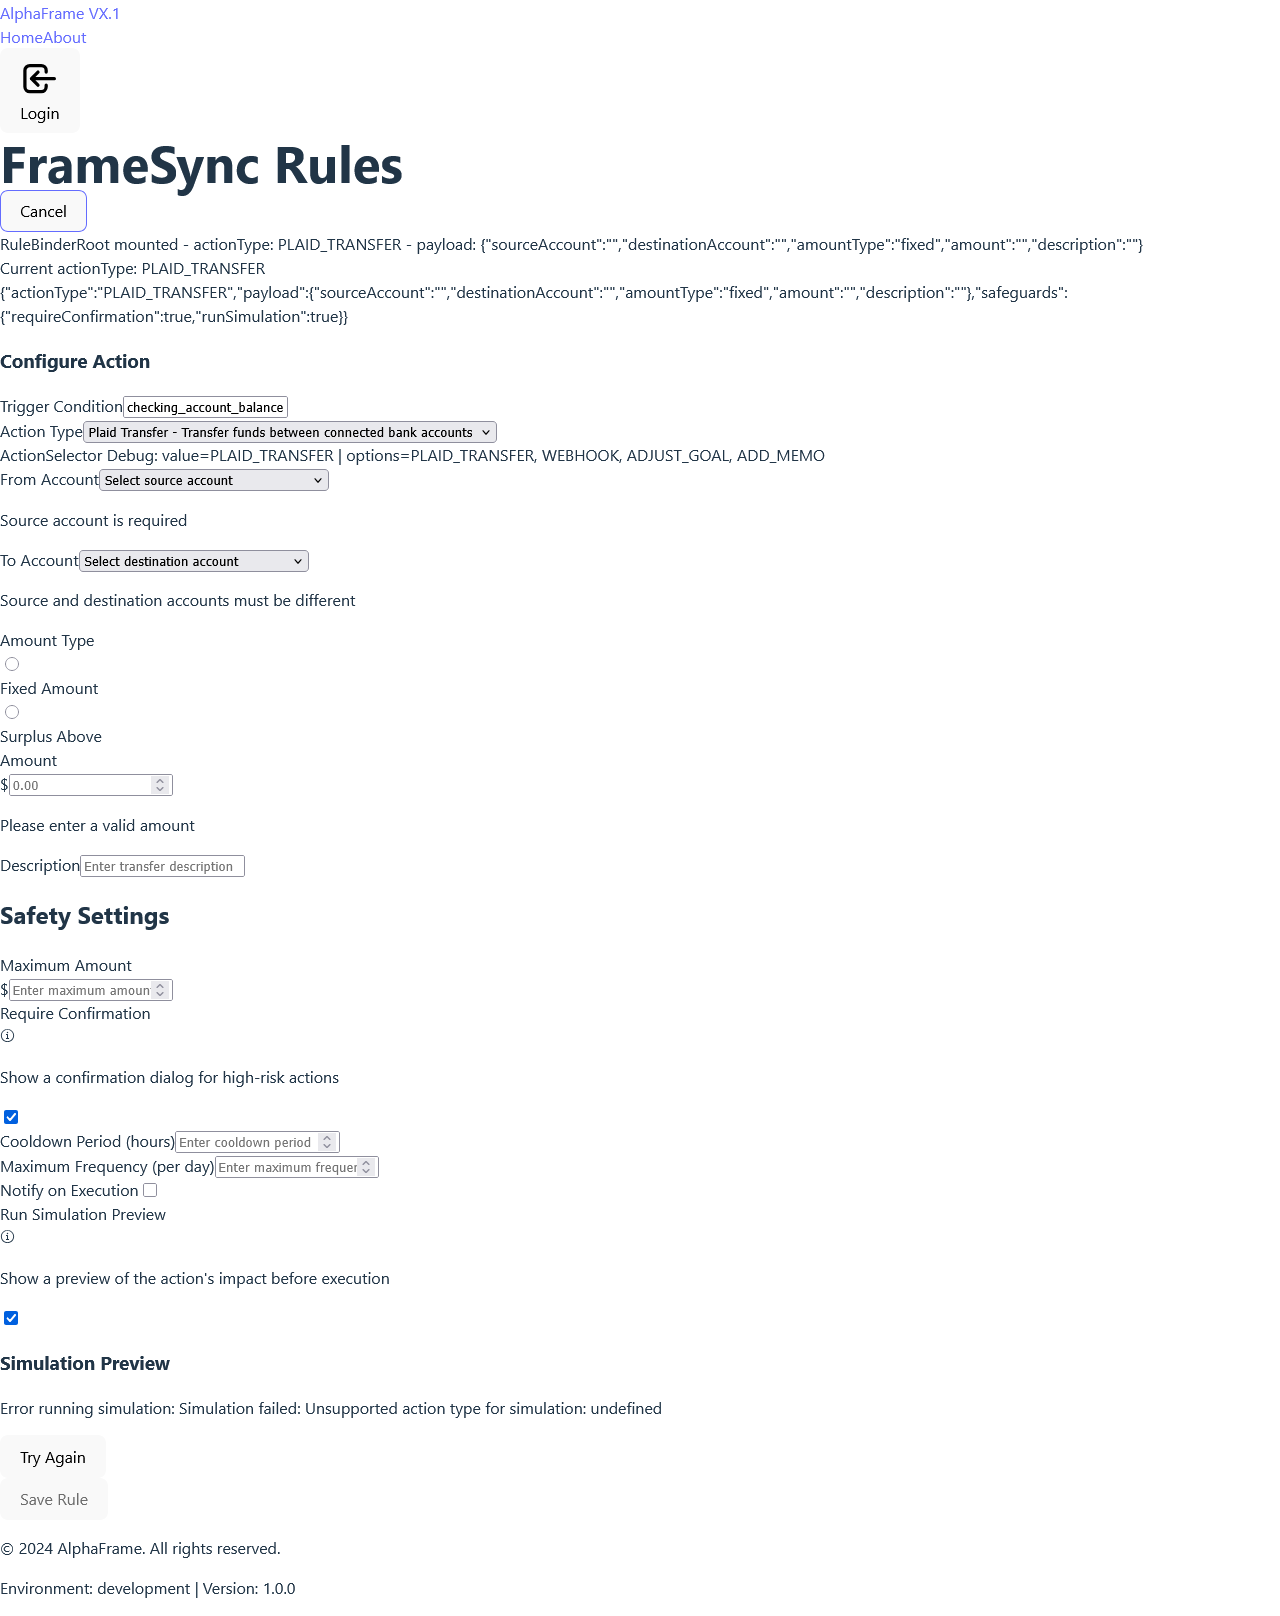 AlphaFrame VX.1
HomeAbout
Login
FrameSync Rules
Cancel
RuleBinderRoot mounted - actionType: PLAID_TRANSFER - payload: {"sourceAccount":"","destinationAccount":"","amountType":"fixed","amount":"","description":""}
Current actionType: PLAID_TRANSFER
{"actionType":"PLAID_TRANSFER","payload":{"sourceAccount":"","destinationAccount":"","amountType":"fixed","amount":"","description":""},"safeguards":
{"requireConfirmation":true,"runSimulation":true}}
Configure Action
Trigger Condition checking_account_balance
Action Type Plaid Transfer - Transfer funds between connected bank accounts
ActionSelector Debug: value=PLAID_TRANSFER | options=PLAID_TRANSFER, WEBHOOK, ADJUST_GOAL, ADD_MEMO
From Account Select source account
Source account is required
To Account Select destination account
Source and destination accounts must be different
Amount Type
Fixed Amount
Surplus Above
Amount
$ 0.00
Please enter a valid amount
Description Enter transfer description
Safety Settings
Maximum Amount
$ Enter maximum amoun
Require Confirmation
Show a confirmation dialog for high-risk actions
Cooldown Period (hours) Enter cooldown period
Maximum Frequency (per day) Enter maximum frequen
Notify on Execution
Run Simulation Preview
Show a preview of the action's impact before execution
Simulation Preview
Error running simulation: Simulation failed: Unsupported action type for simulation: undefined
Try Again
Save Rule
© 2024 AlphaFrame. All rights reserved.
Environment: development | Version: 1.0.0